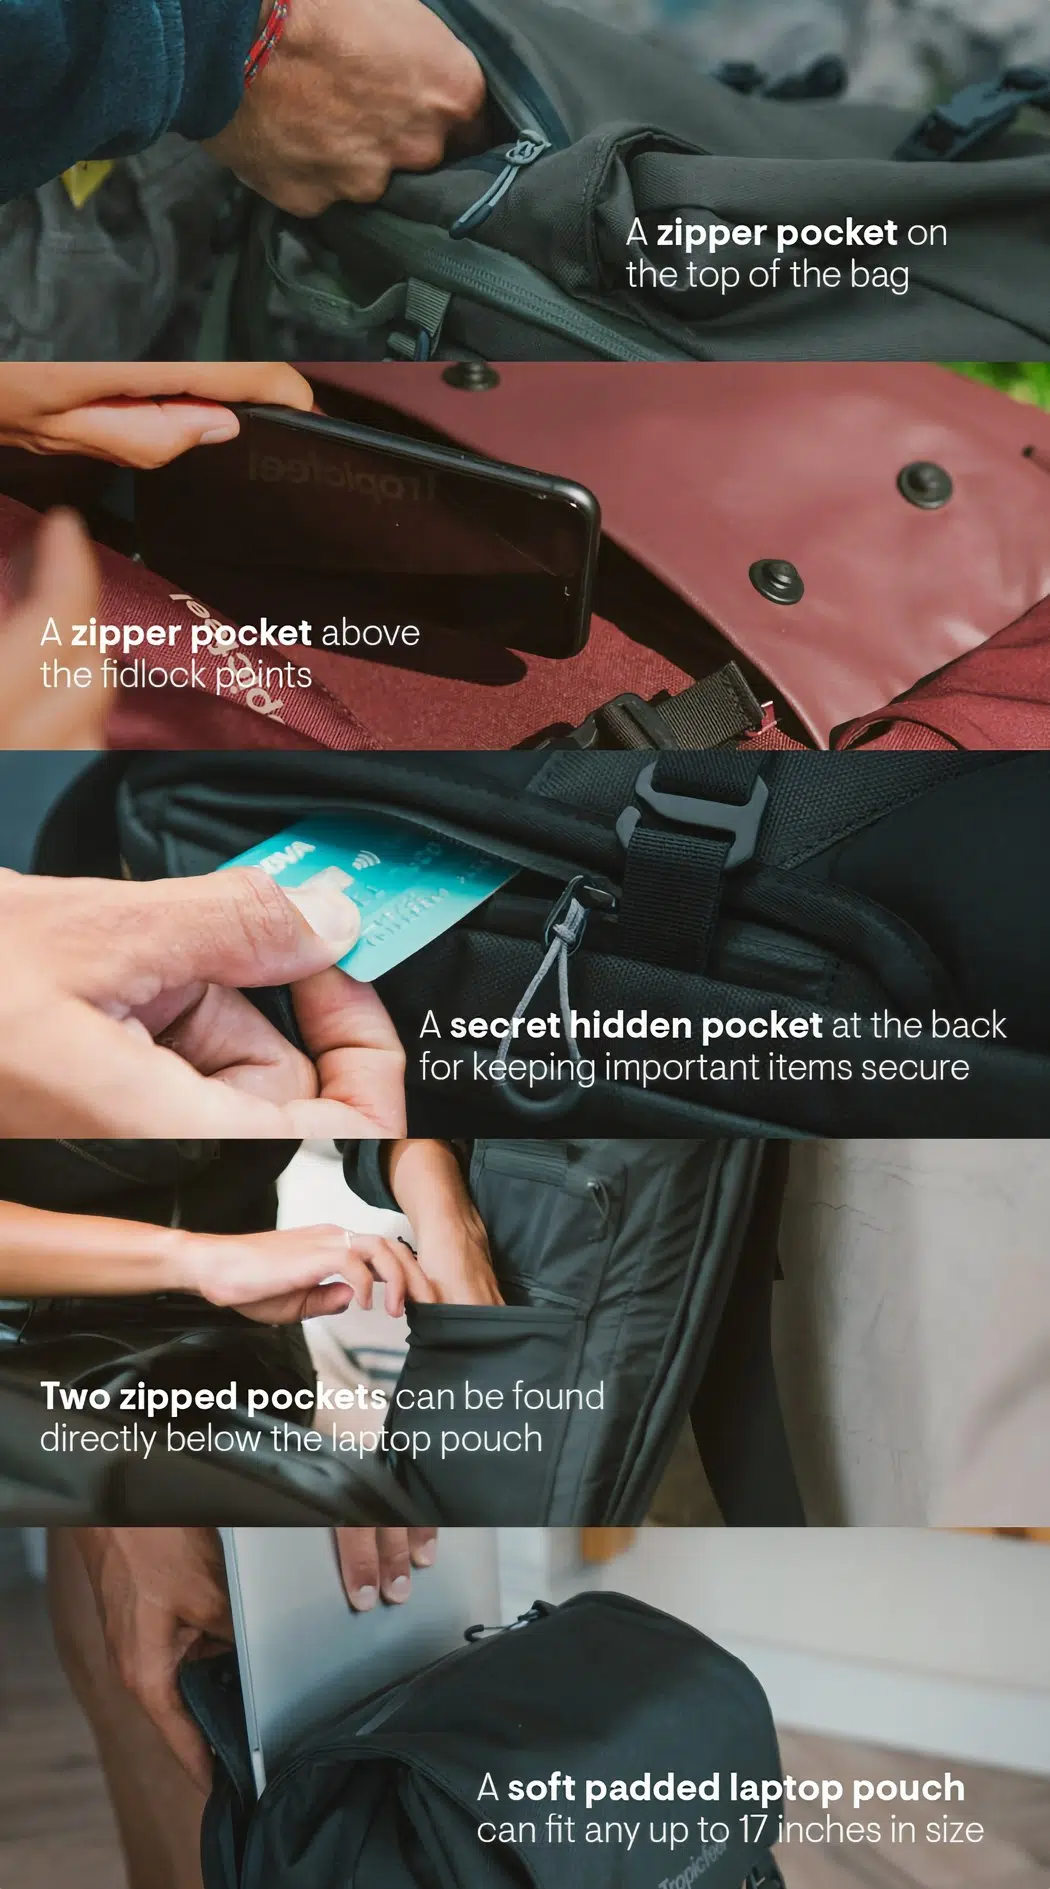 A zipper pocket on
the top of the bag
Tropicfeel
A zipper pocket above
the fidlock points
A secret hidden pocket at the back
for keeping important items secure
Two zipped pockets can be found
directly below the laptop pouch
A soft padded laptop pouch
can fit any up to 17 inches in size
Tropicfeel